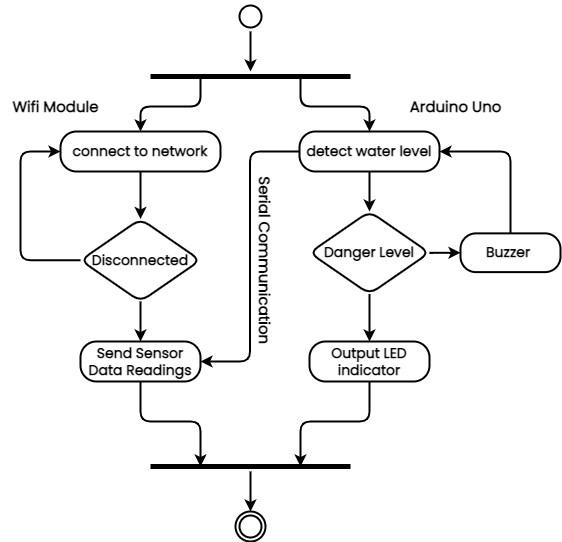 Wifi Module
Arduino Uno
connect to network
detect water level
Serial Communication
Disconnected
Danger Level
Buzzer
Send Sensor
Data Readings
Output LED
indicator